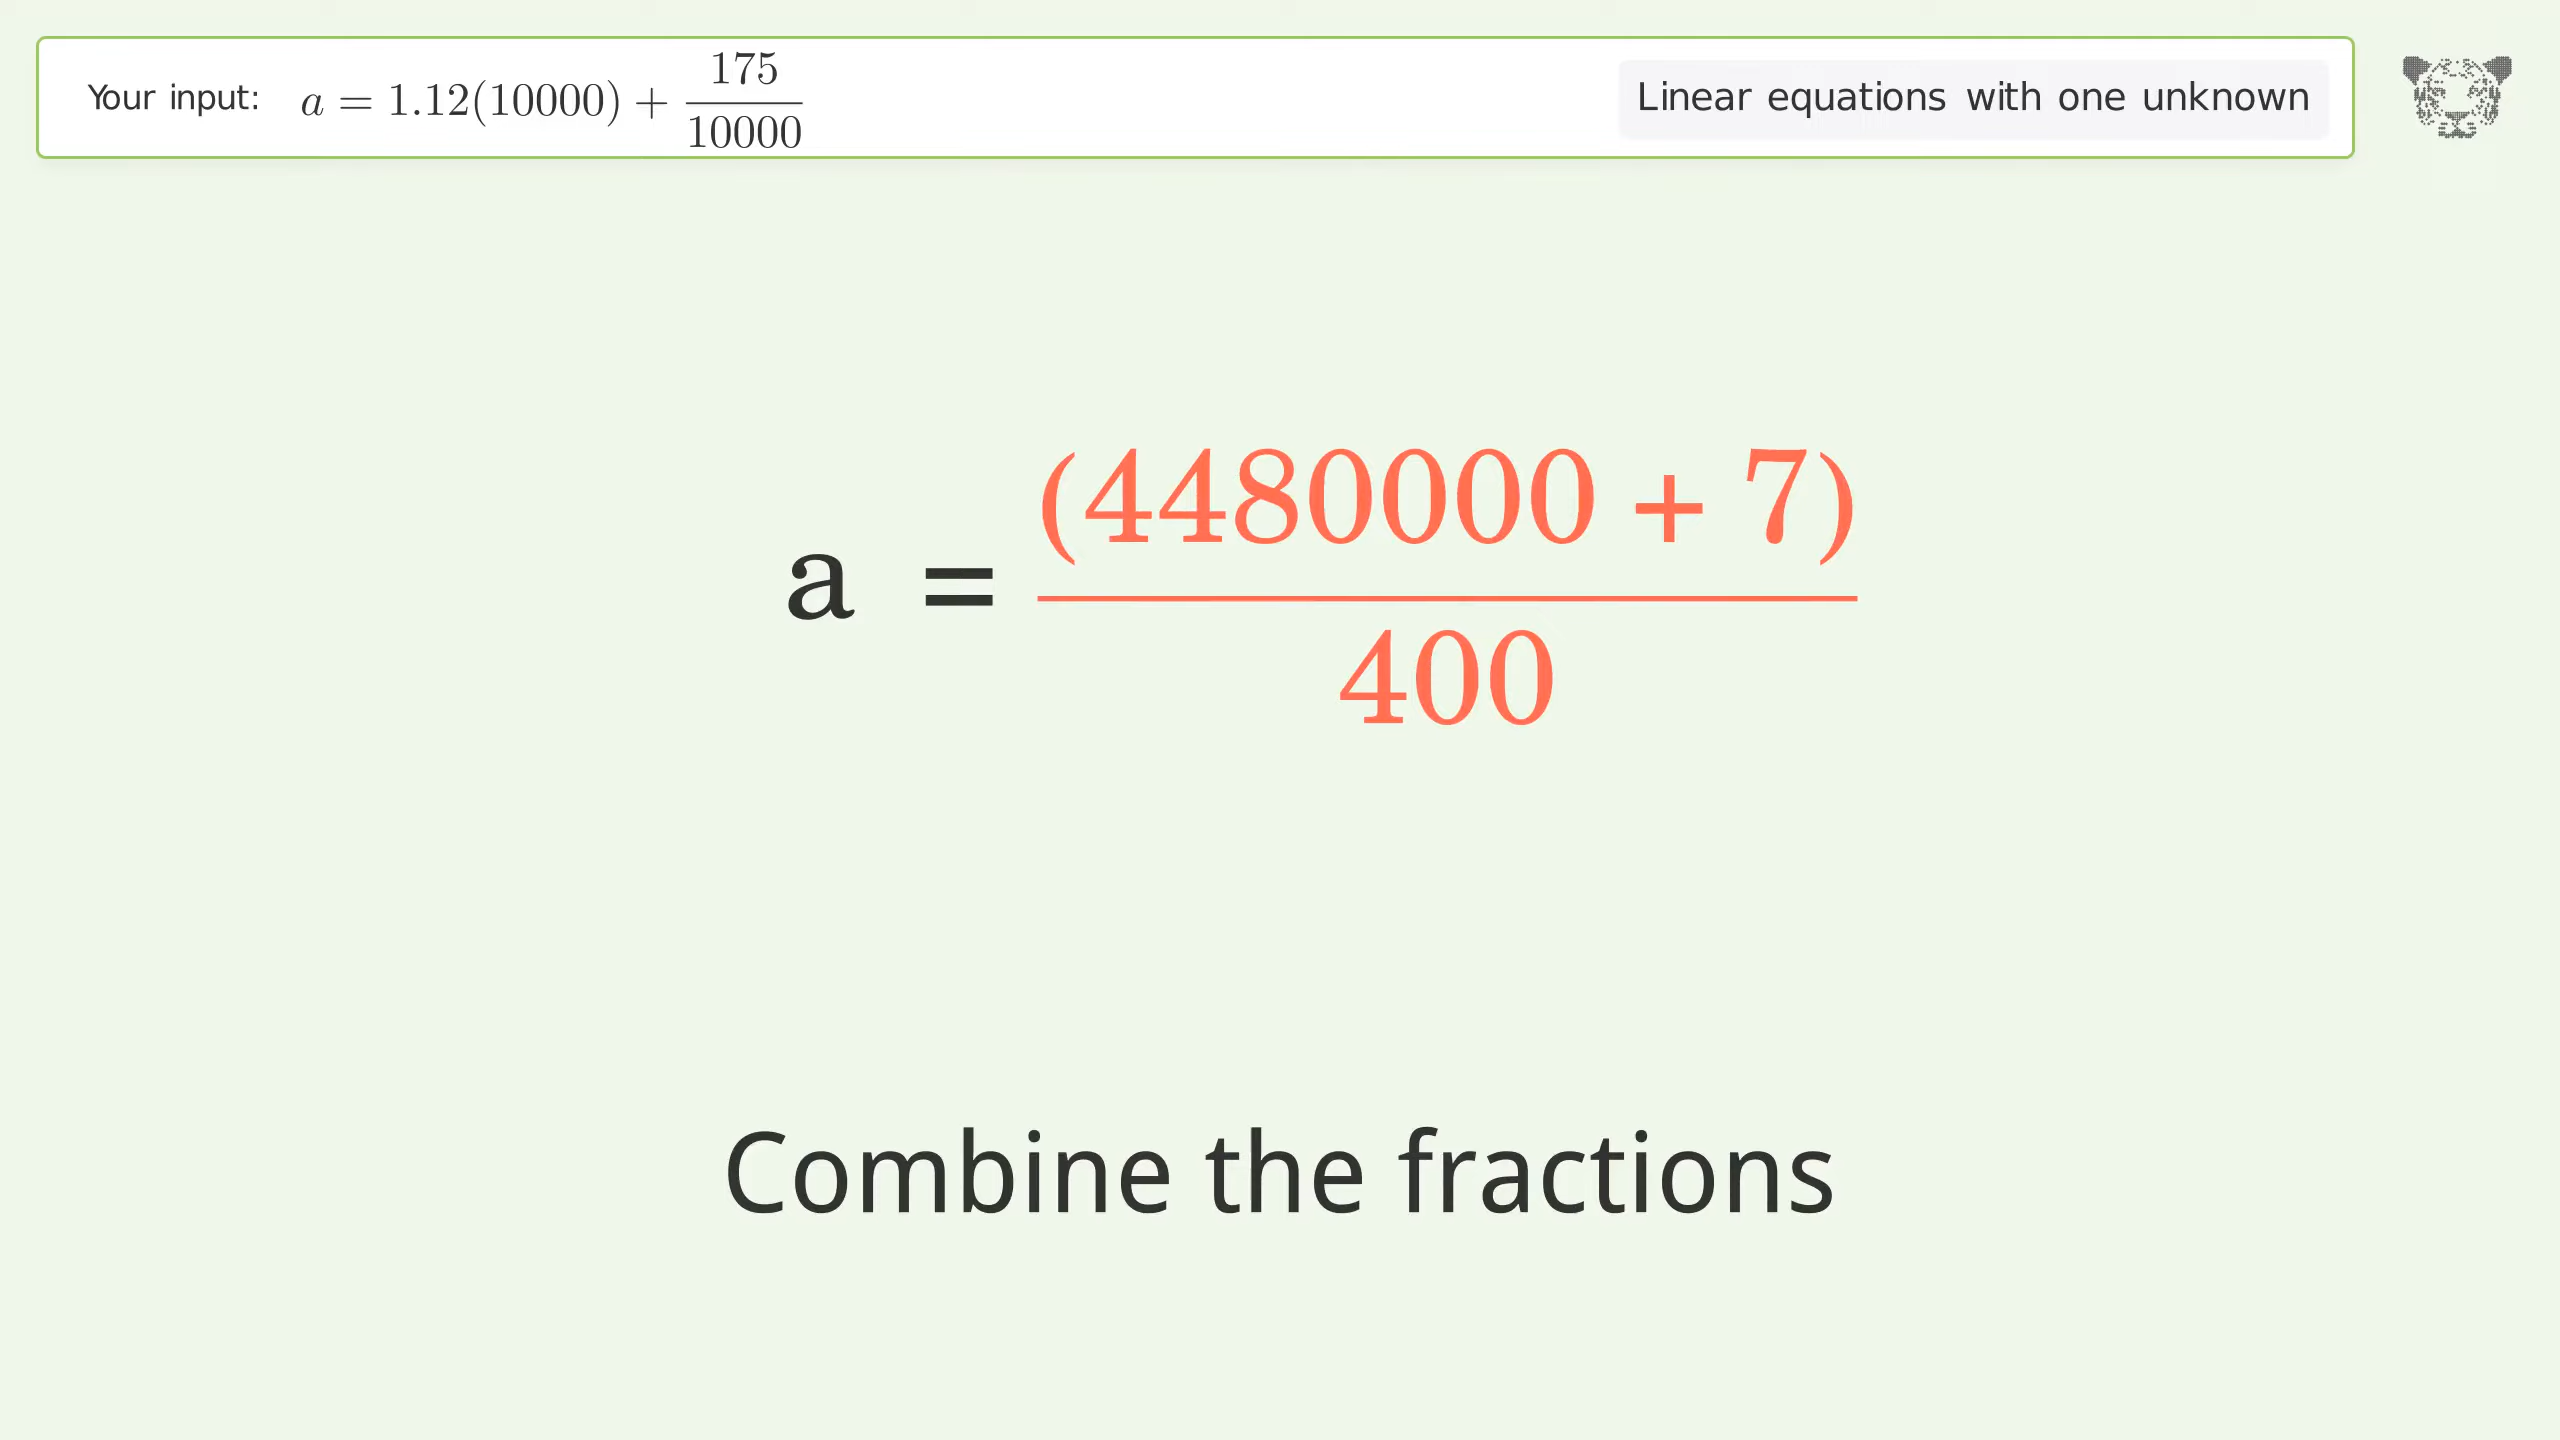 Your input: a = 1.12(10000) + 175/10000
Linear equations with one unknown
a = (4480000 + 7)/400
Combine the fractions